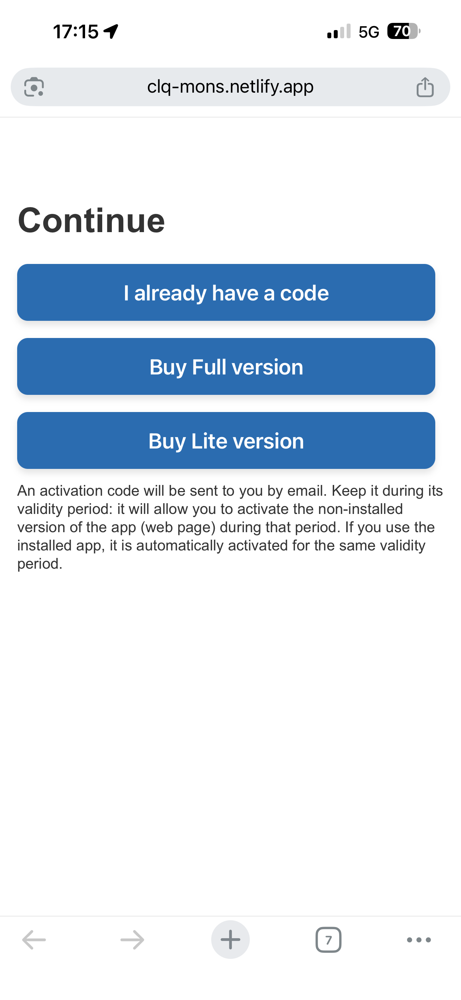 17:15
5G 70
clq-mons.netlify.app
Continue
I already have a code
Buy Full version
Buy Lite version
An activation code will be sent to you by email. Keep it during its
validity period: it will allow you to activate the non-installed
version of the app (web page) during that period. If you use the
installed app, it is automatically activated for the same validity
period.
7